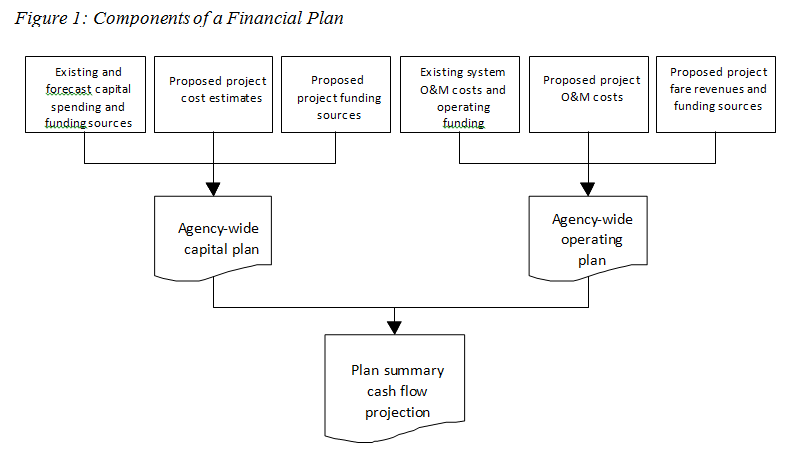 Figure 1: Components of a Financial Plan
Existing and
forecast capital
spending and
funding sources
Proposed project
cost estimates
Proposed
project funding
sources
Existing system
O&M costs and
operating
funding
Proposed project
O&M costs
Proposed project
fare revenues and
funding sources
Agency-wide
capital plan
Agency-wide
operating
plan
Plan summary
cash flow
projection